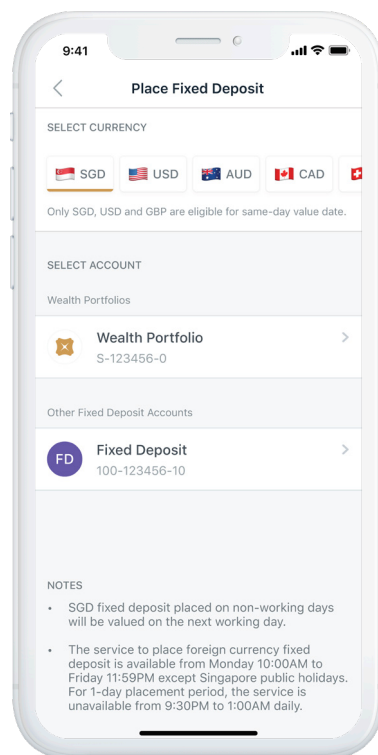 9:41
Place Fixed Deposit
SELECT CURRENCY
SGD USD AUD CAD
Only SGD, USD and GBP are eligible for same-day value date.
SELECT ACCOUNT
Wealth Portfolios
Wealth Portfolio
S-123456-0
Other Fixed Deposit Accounts
FD
Fixed Deposit
100-123456-10
NOTES
• SGD fixed deposit placed on non-working days
will be valued on the next working day.
• The service to place foreign currency fixed
deposit is available from Monday 10:00AM to
Friday 11:59PM except Singapore public holidays.
For 1-day placement period, the service is
unavailable from 9:30PM to 1:00AM daily.